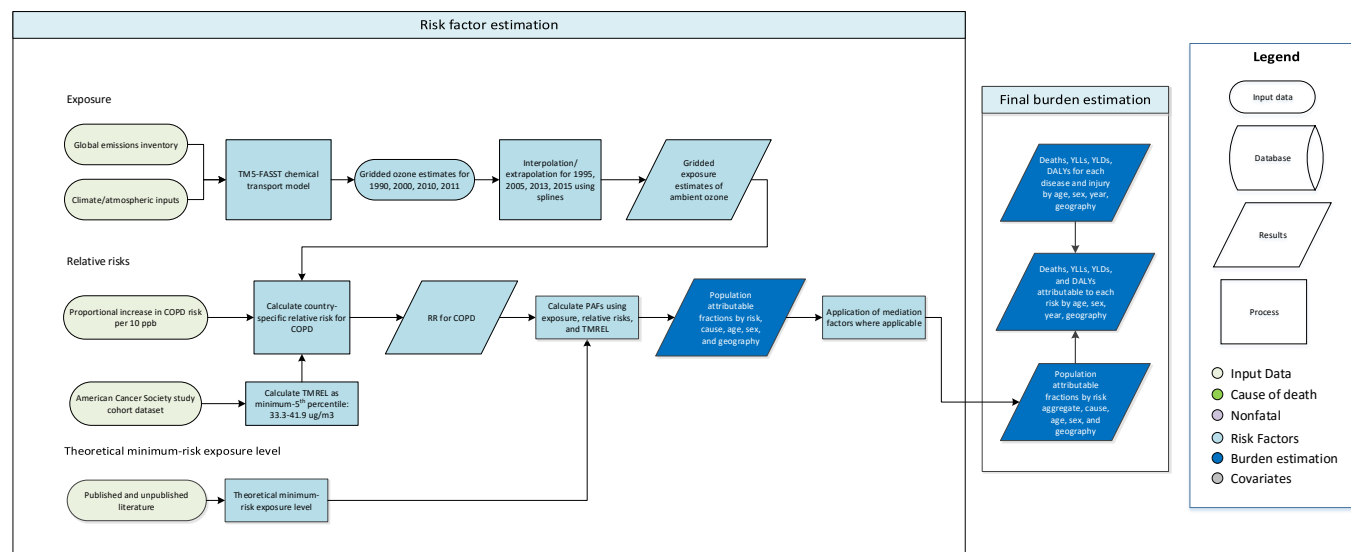 Risk factor estimation
Exposure
Global emissions inventory
Climate/atmospheric inputs
TM5-FASST chemical
transport model
Gridded ozone estimates for
1990, 2000, 2010, 2011
Interpolation/
extrapolation for 1995,
2005, 2013, 2015 using
splines
Gridded
exposure
estimates of
ambient ozone
Relative risks
Proportional increase in COPD risk
per 10 ppb
Calculate country-
specific relative risk for
COPD
RR for COPD
Calculate PAFs using
exposure, relative risks,
and TMREL
Population
attributable
fractions by risk,
cause, age, sex,
and geography
Application of mediation
factors where applicable
American Cancer Society study
cohort dataset
Calculate TMREL as
minimum-5th percentile:
33.3-41.9 ug/m3
Theoretical minimum-risk exposure level
Published and unpublished
literature
Theoretical minimum-
risk exposure level
Final burden estimation
Deaths, YLLs, YLDs,
DALYs for each
disease and injury
by age, sex, year,
geography
Deaths, YLLs, YLDs,
and DALYs
attributable to each
risk by age, sex,
year, geography
Population
attributable
fractions by risk
aggregate, cause,
age, sex, and
geography
Legend
Input data
Database
Results
Process
Input Data
Cause of death
Nonfatal
Risk Factors
Burden estimation
Covariates